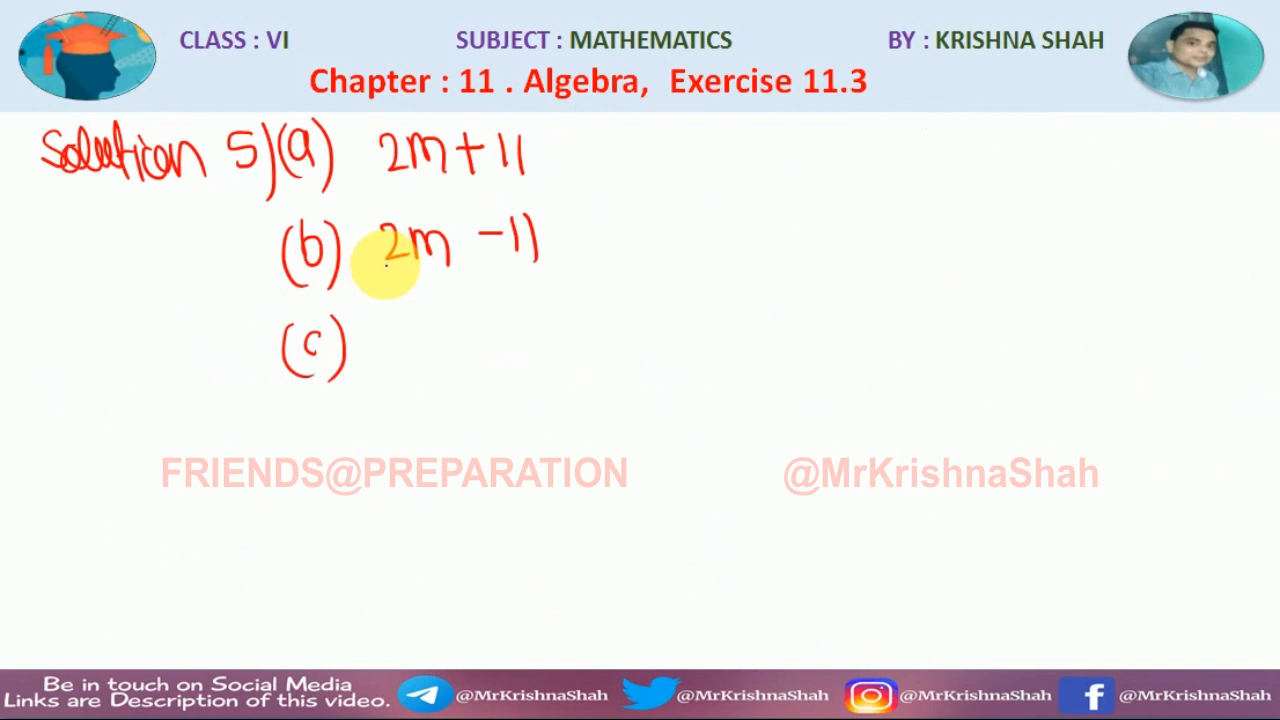 CLASS : VI SUBJECT : MATHEMATICS BY : KRISHNA SHAH
Chapter : 11 . Algebra, Exercise 11.3
Solution 5)(a) 2m + 11
(b) 2m - 11
(c)
FRIENDS@PREPARATION @MrKrishnaShah
Be in touch on Social Media
Links are Description of this video.
@MrKrishnaShah @MrKrishnaShah @MrKrishnaShah @MrKrishnaShah